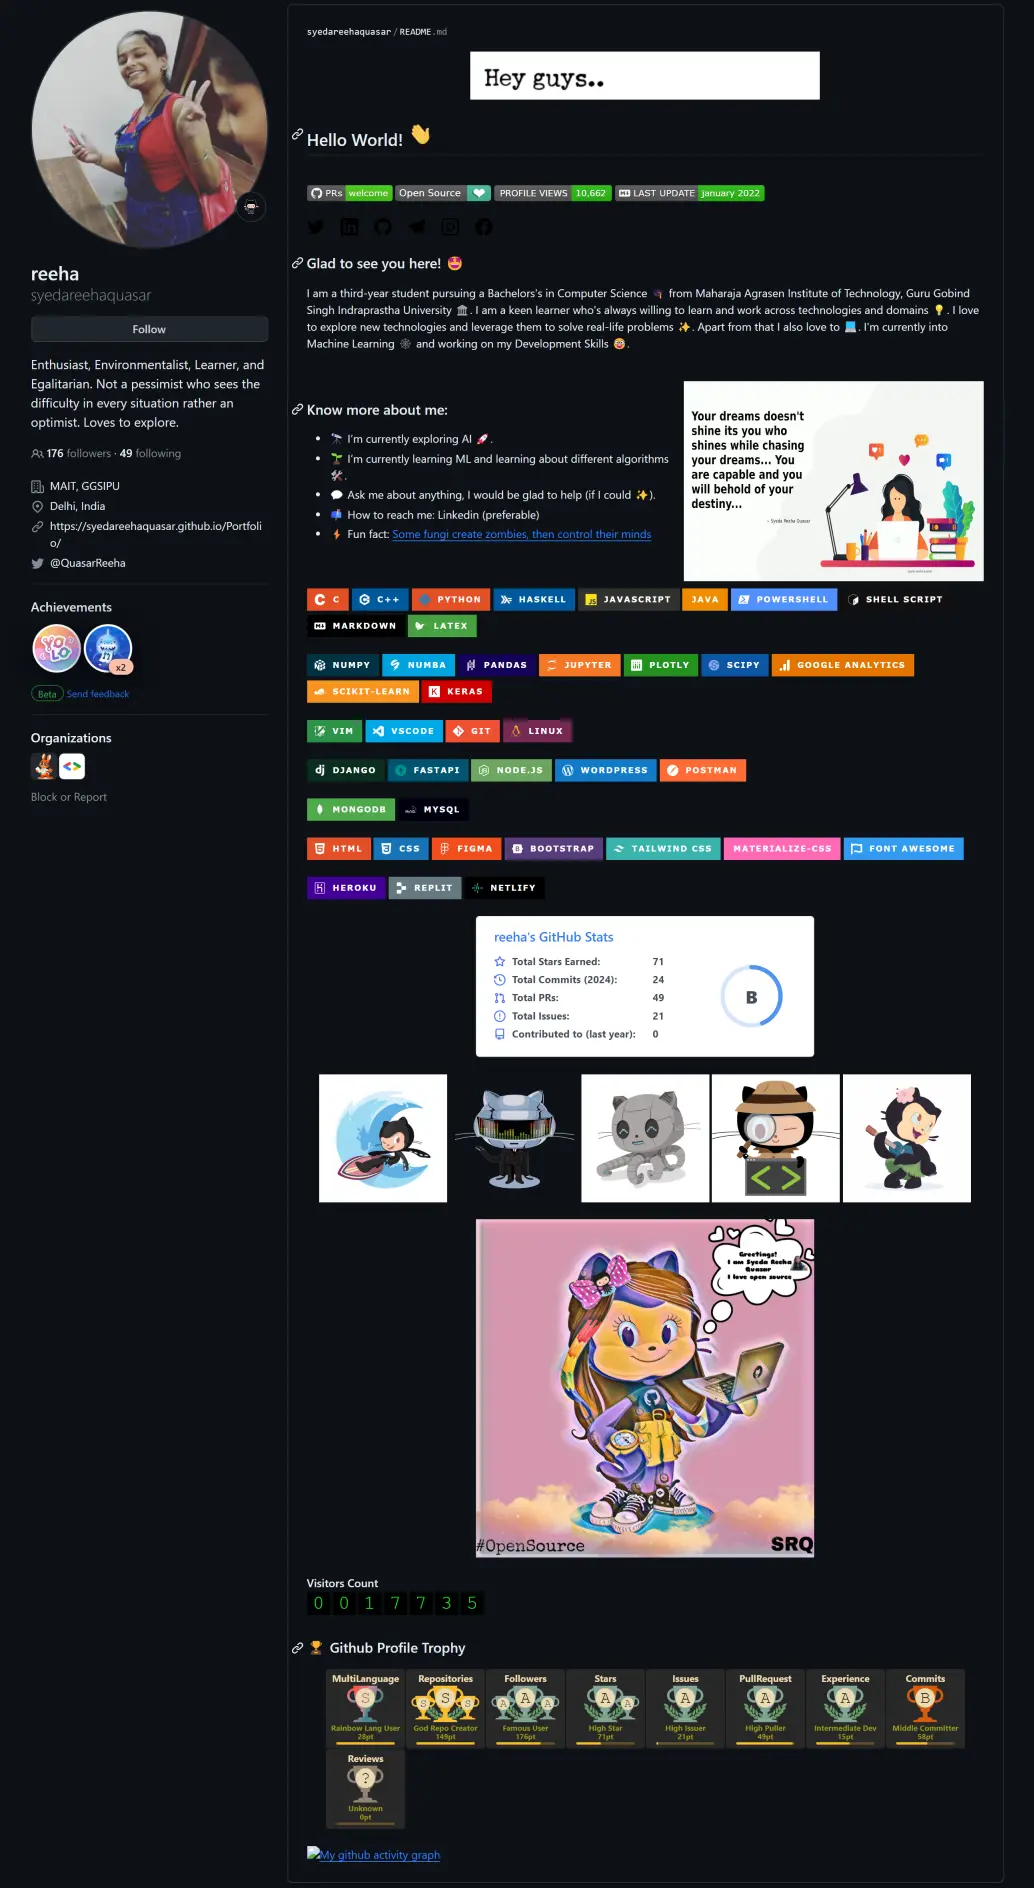 reeha
syedareehaquasar
Follow
Enthusiast, Environmentalist, Learner, and
Egalitarian. Not a pessimist who sees the
difficulty in every situation rather an
optimist. Loves to explore.
176 followers · 49 following
MAIT, GGSIPU
Delhi, India
https://syedareehaquasar.github.io/Portfoli
o/
@QuasarReeha
Achievements
YOLO
x2
Beta Send feedback
Organizations
Block or Report
syedareehaquasar / README.md
Hey guys..
Hello World! 👋
PRs welcome Open Source PROFILE VIEWS 10,662 LAST UPDATE january 2022
Glad to see you here! 🤩
I am a third-year student pursuing a Bachelors's in Computer Science from Maharaja Agrasen Institute of Technology, Guru Gobind
Singh Indraprastha University 🏛. I am a keen learner who's always willing to learn and work across technologies and domains 💡. I love
to explore new technologies and leverage them to solve real-life problems ✨. Apart from that I also love to 💻. I'm currently into
Machine Learning 🕸 and working on my Development Skills 🤓.
Know more about me:
• 🔭 I'm currently exploring AI 🚀.
• 🌱 I'm currently learning ML and learning about different algorithms
🛠.
• 💬 Ask me about anything, I would be glad to help (if I could ✨).
• 📫 How to reach me: Linkedin (preferable)
• ⚡ Fun fact: Some fungi create zombies, then control their minds
Your dreams doesn't
shine its you who
shines while chasing
your dreams... You
are capable and you
will behold of your
destiny...
- Syeda Reeha Quasar
C C++ PYTHON HASKELL JAVASCRIPT JAVA POWERSHELL SHELL SCRIPT
MARKDOWN LATEX
NUMPY NUMBA PANDAS JUPYTER PLOTLY SCIPY GOOGLE ANALYTICS
SCIKIT-LEARN KERAS
VIM VSCODE GIT LINUX
DJANGO FASTAPI NODE.JS WORDPRESS POSTMAN
MONGODB MYSQL
HTML CSS FIGMA BOOTSTRAP TAILWIND CSS MATERIALIZE-CSS FONT AWESOME
HEROKU REPLIT NETLIFY
reeha's GitHub Stats
Total Stars Earned: 71
Total Commits (2024): 24
Total PRs: 49
Total Issues: 21
Contributed to (last year): 0
B
Greetings!
I am Syeda Reeha
Quasar
I love open source
#OpenSource SRQ
Visitors Count
0 0 1 7 7 3 5
🏆 Github Profile Trophy
MultiLanguage Repositories Followers Stars Issues PullRequest Experience Commits
S S S S A A A A A A A A A B
Rainbow Lang User God Repo Creator Famous User High Star High Issuer High Puller Intermediate Dev Middle Committer
28pt 149pt 176pt 71pt 21pt 49pt 15pt 58pt
Reviews
?
Unknown
0pt
My github activity graph